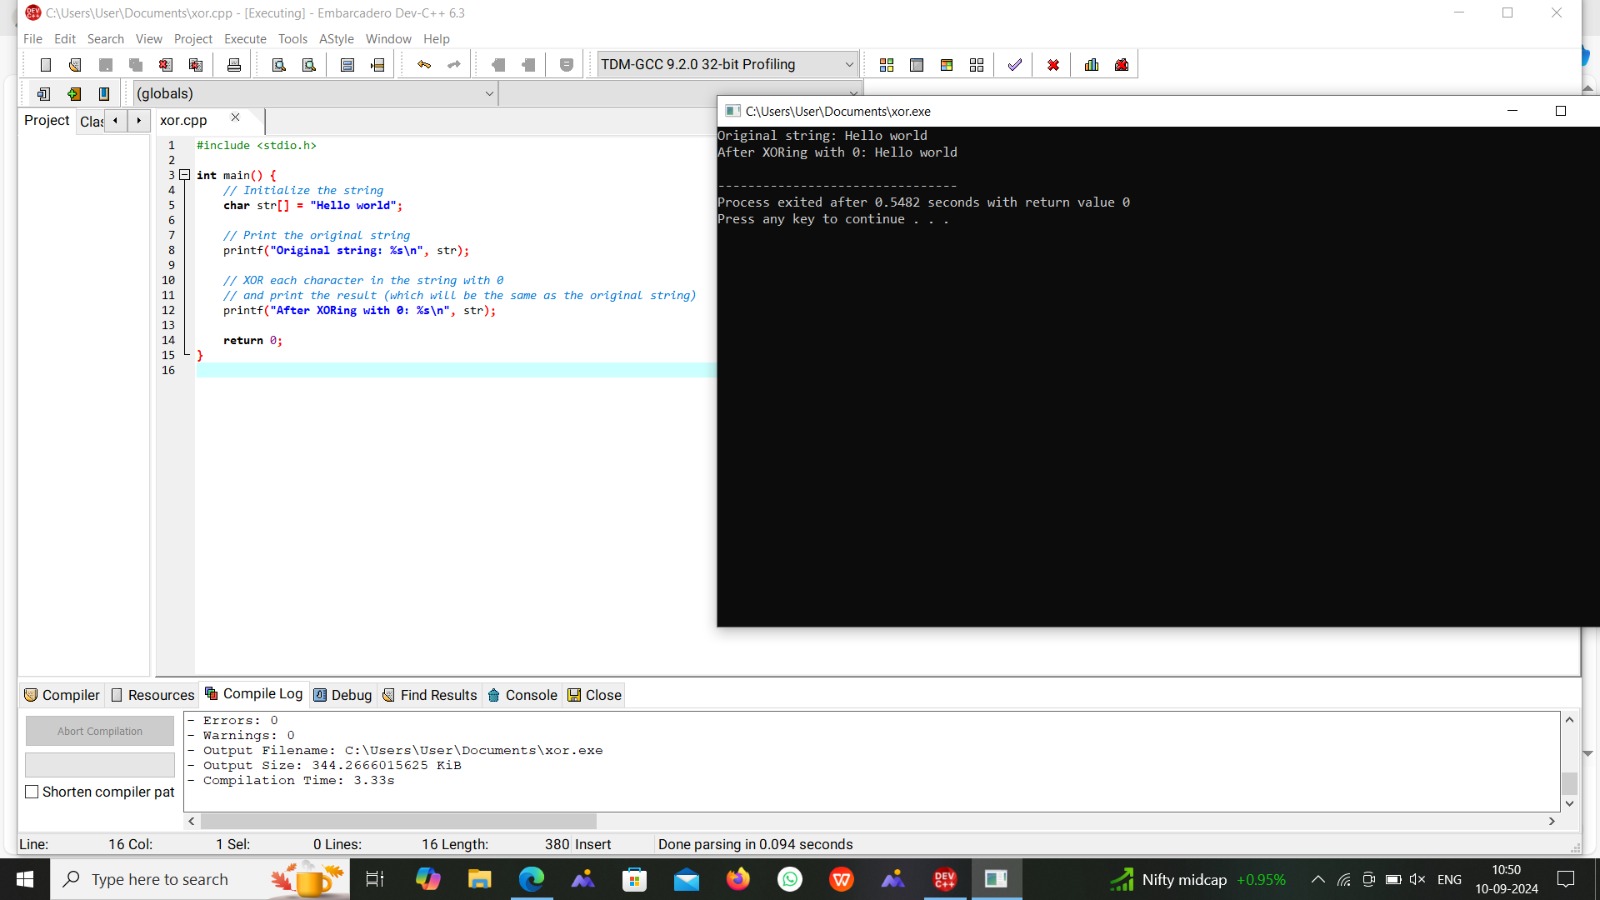 C:\Users\User\Documents\xor.cpp - [Executing] - Embarcadero Dev-C++ 6.3
File Edit Search View Project Execute Tools AStyle Window Help
TDM-GCC 9.2.0 32-bit Profiling
(globals)
Project Clas xor.cpp
1 #include <stdio.h>
2
3 int main() {
4 // Initialize the string
5 char str[] = "Hello world";
6
7 // Print the original string
8 printf("Original string: %s\n", str);
9
10 // XOR each character in the string with 0
11 // and print the result (which will be the same as the original string)
12 printf("After XORing with 0: %s\n", str);
13
14 return 0;
15 }
16
C:\Users\User\Documents\xor.exe
Original string: Hello world
After XORing with 0: Hello world
--------------------------------
Process exited after 0.5482 seconds with return value 0
Press any key to continue . . .
Compiler Resources Compile Log Debug Find Results Console Close
Abort Compilation
Shorten compiler pat
- Errors: 0
- Warnings: 0
- Output Filename: C:\Users\User\Documents\xor.exe
- Output Size: 344.2666015625 KiB
- Compilation Time: 3.33s
Line: 16 Col: 1 Sel: 0 Lines: 16 Length: 380 Insert Done parsing in 0.094 seconds
Type here to search
DEV C++
Nifty midcap +0.95%
ENG
10:50
10-09-2024